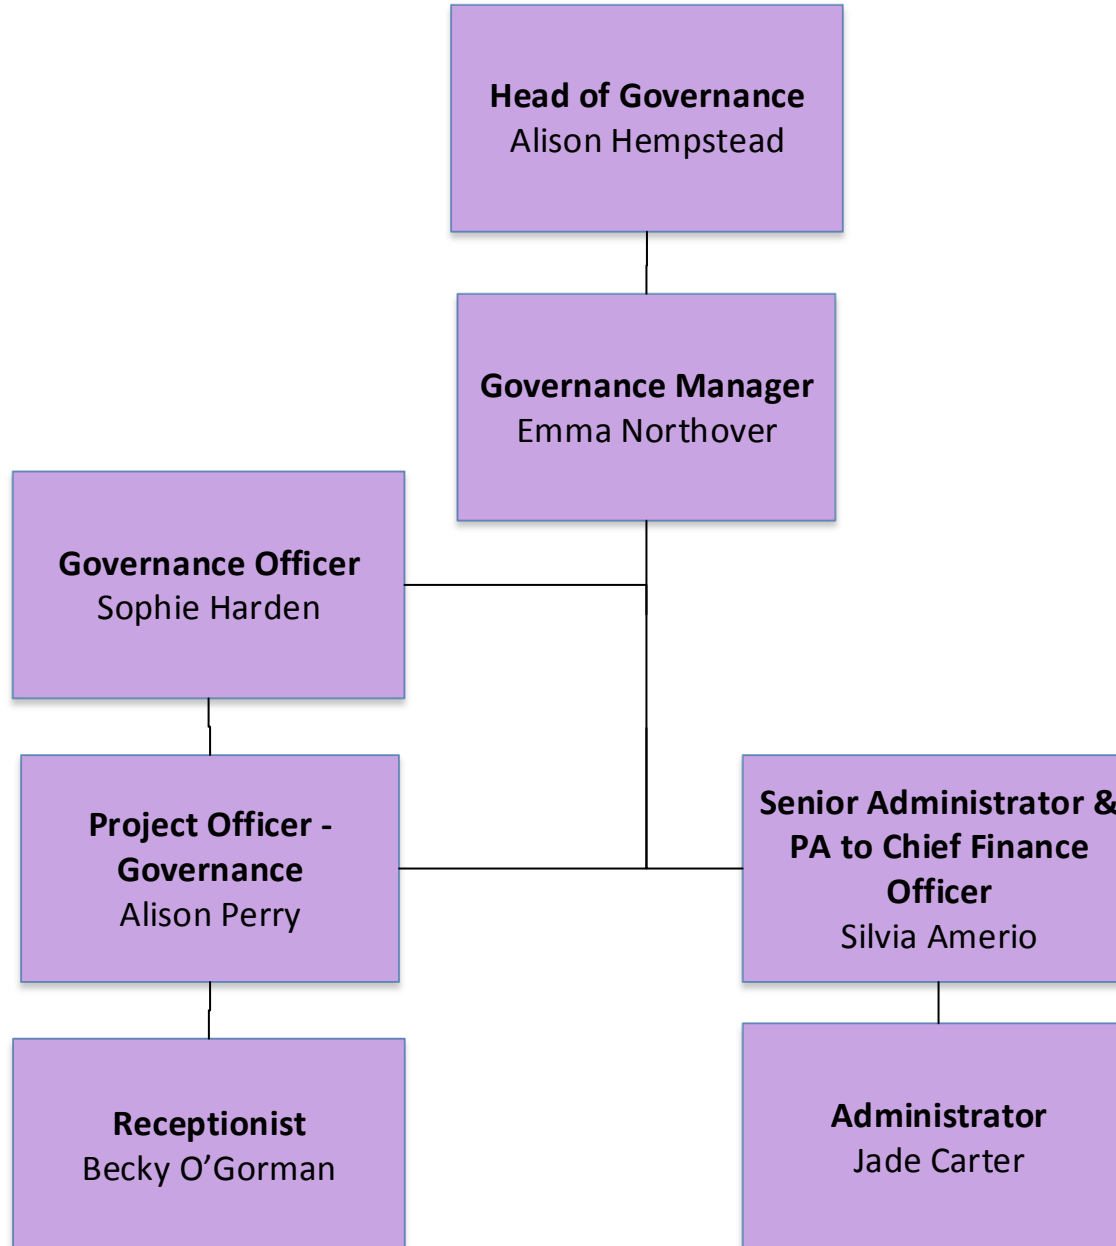 Head of Governance
Alison Hempstead
Governance Manager
Emma Northover
Governance Officer
Sophie Harden
Project Officer -
Governance
Alison Perry
Senior Administrator &
PA to Chief Finance
Officer
Silvia Amerio
Receptionist
Becky O’Gorman
Administrator
Jade Carter